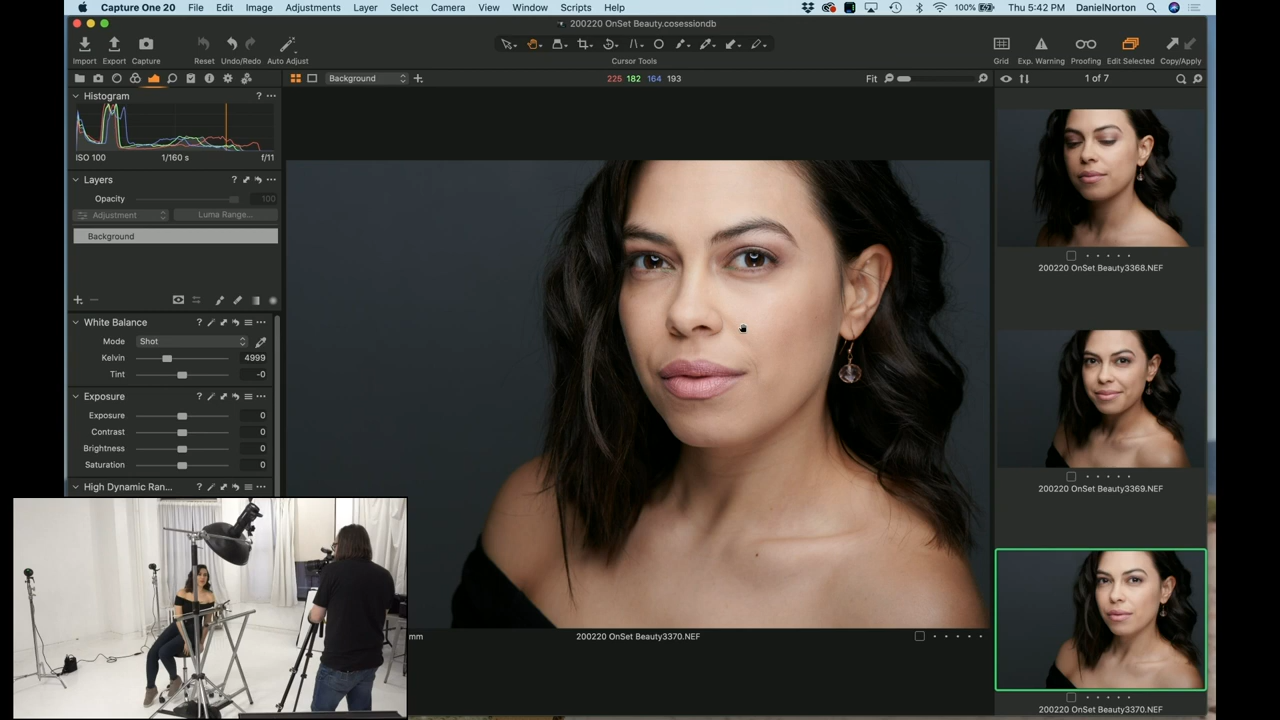 Capture One 20 File Edit Image Adjustments Layer Select Camera View Window Scripts Help 100% Thu 5:42 PM DanielNorton
200220 OnSet Beauty.cosessiondb
Import Export Capture Reset Undo/Redo Auto Adjust Cursor Tools Grid Exp. Warning Proofing Edit Selected Copy/Apply
Background 225 182 164 193 Fit 1 of 7
Histogram ?
ISO 100 1/160 s f/11
Layers ?
Opacity 100
Adjustment Luma Range...
Background
White Balance ?
Mode Shot
Kelvin 4999
Tint -0
Exposure ?
Exposure 0
Contrast 0
Brightness 0
Saturation 0
High Dynamic Ran... ?
mm 200220 OnSet Beauty3370.NEF
200220 OnSet Beauty3368.NEF
200220 OnSet Beauty3369.NEF
200220 OnSet Beauty3370.NEF